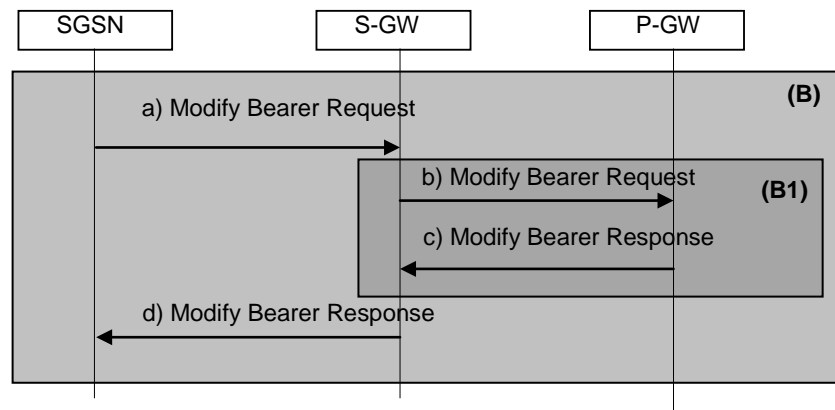 SGSN
S-GW
P-GW
(B)
a) Modify Bearer Request
b) Modify Bearer Request
(B1)
c) Modify Bearer Response
d) Modify Bearer Response